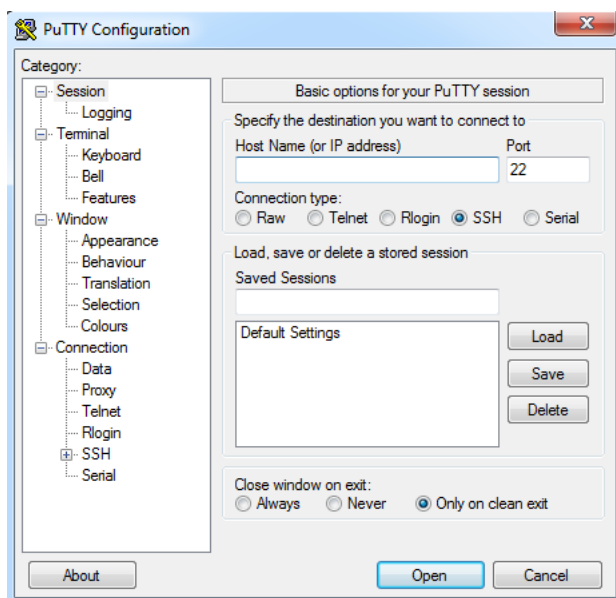 PuTTY Configuration
Category:
Session
Logging
Terminal
Keyboard
Bell
Features
Window
Appearance
Behaviour
Translation
Selection
Colours
Connection
Data
Proxy
Telnet
Rlogin
SSH
Serial
Basic options for your PuTTY session
Specify the destination you want to connect to
Host Name (or IP address) Port
22
Connection type:
Raw Telnet Rlogin SSH Serial
Load, save or delete a stored session
Saved Sessions
Default Settings
Load
Save
Delete
Close window on exit:
Always Never Only on clean exit
About Open Cancel